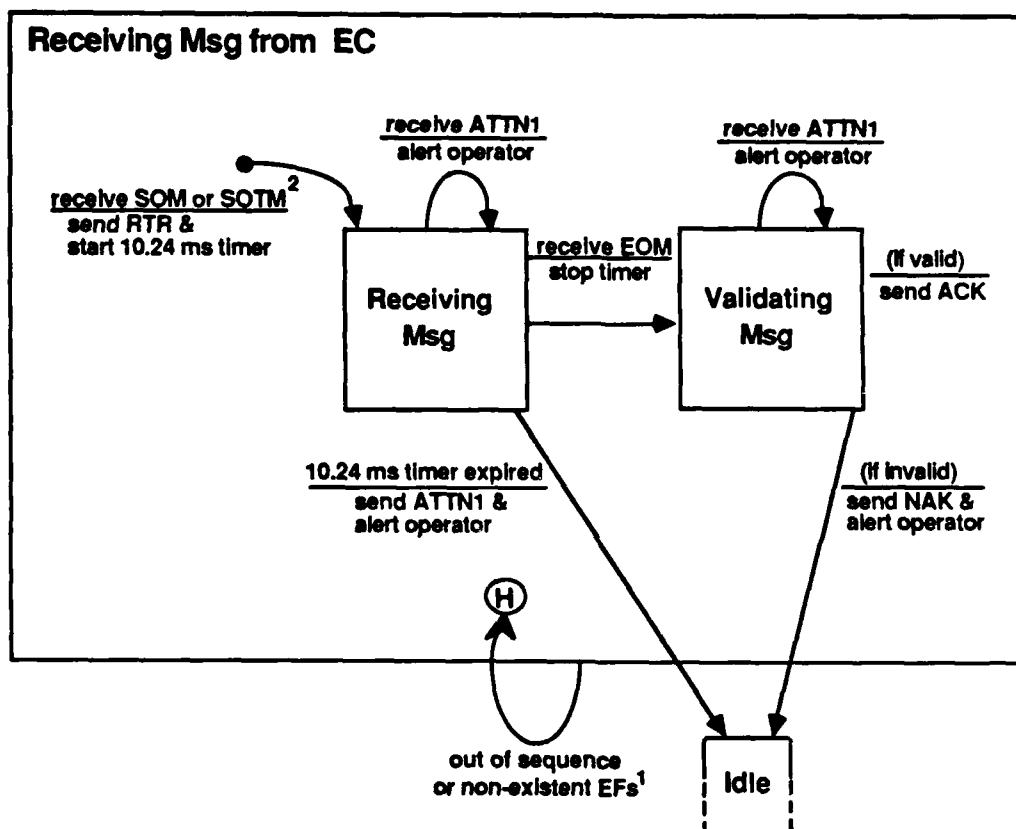 Receiving Msg from EC
receive ATTN1
alert operator
receive ATTN1
alert operator
receive SOM or SOTM²
send RTR &
start 10.24 ms timer
receive EOM
stop timer
(if valid)
send ACK
Receiving
Msg
Validating
Msg
10.24 ms timer expired
send ATTN1 &
alert operator
(if invalid)
send NAK &
alert operator
H
out of sequence
or non-existent EFs¹
Idle